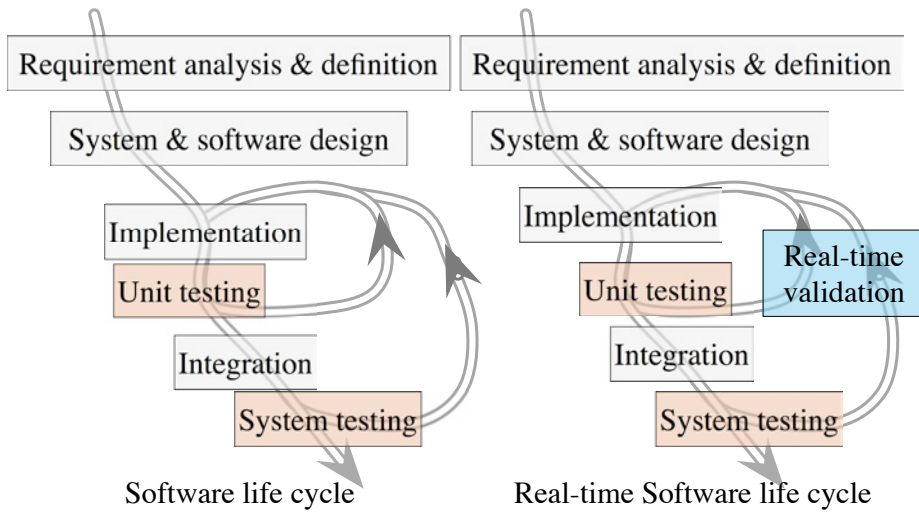 Requirement analysis & definition
System & software design
Implementation
Unit testing
Integration
System testing
Software life cycle
Requirement analysis & definition
System & software design
Implementation
Real-time
validation
Unit testing
Integration
System testing
Real-time Software life cycle